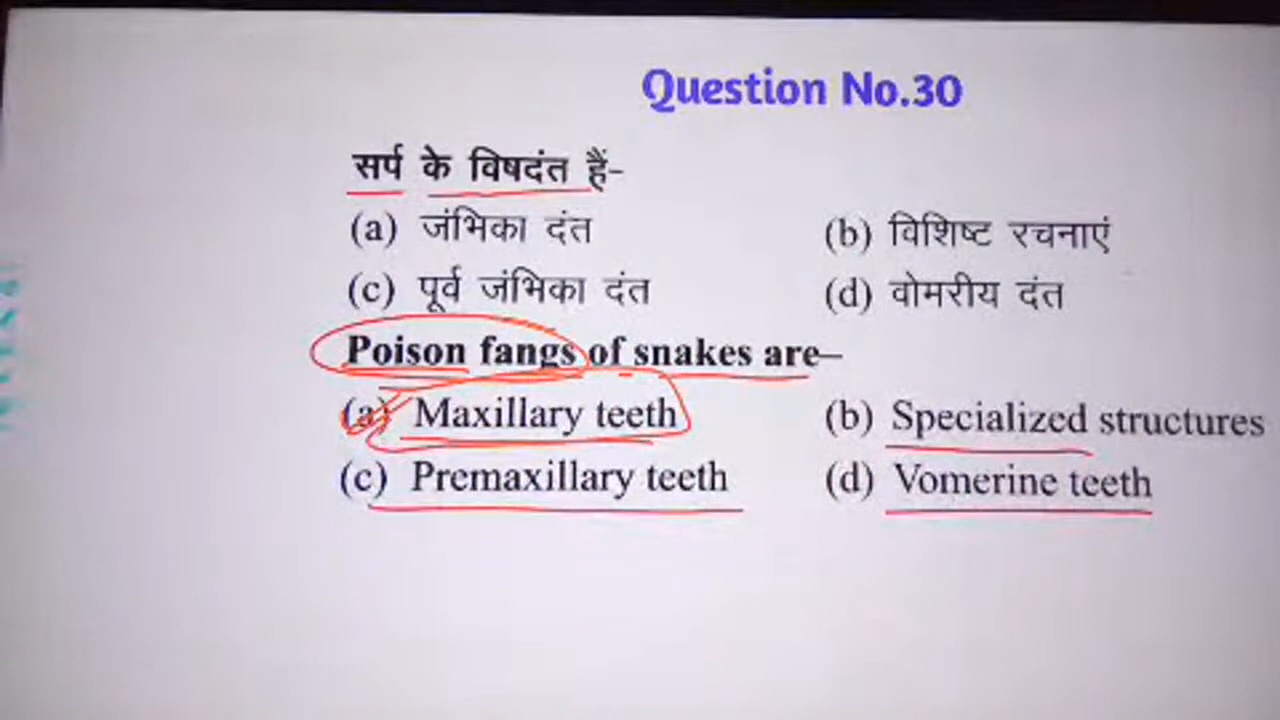 Question No.30
सर्प के विषदंत हैं-
(a) जंभिका दंत (b) विशिष्ट रचनाएं
(c) पूर्व जंभिका दंत (d) वोमरीय दंत
Poison fangs of snakes are–
(a) Maxillary teeth (b) Specialized structures
(c) Premaxillary teeth (d) Vomerine teeth